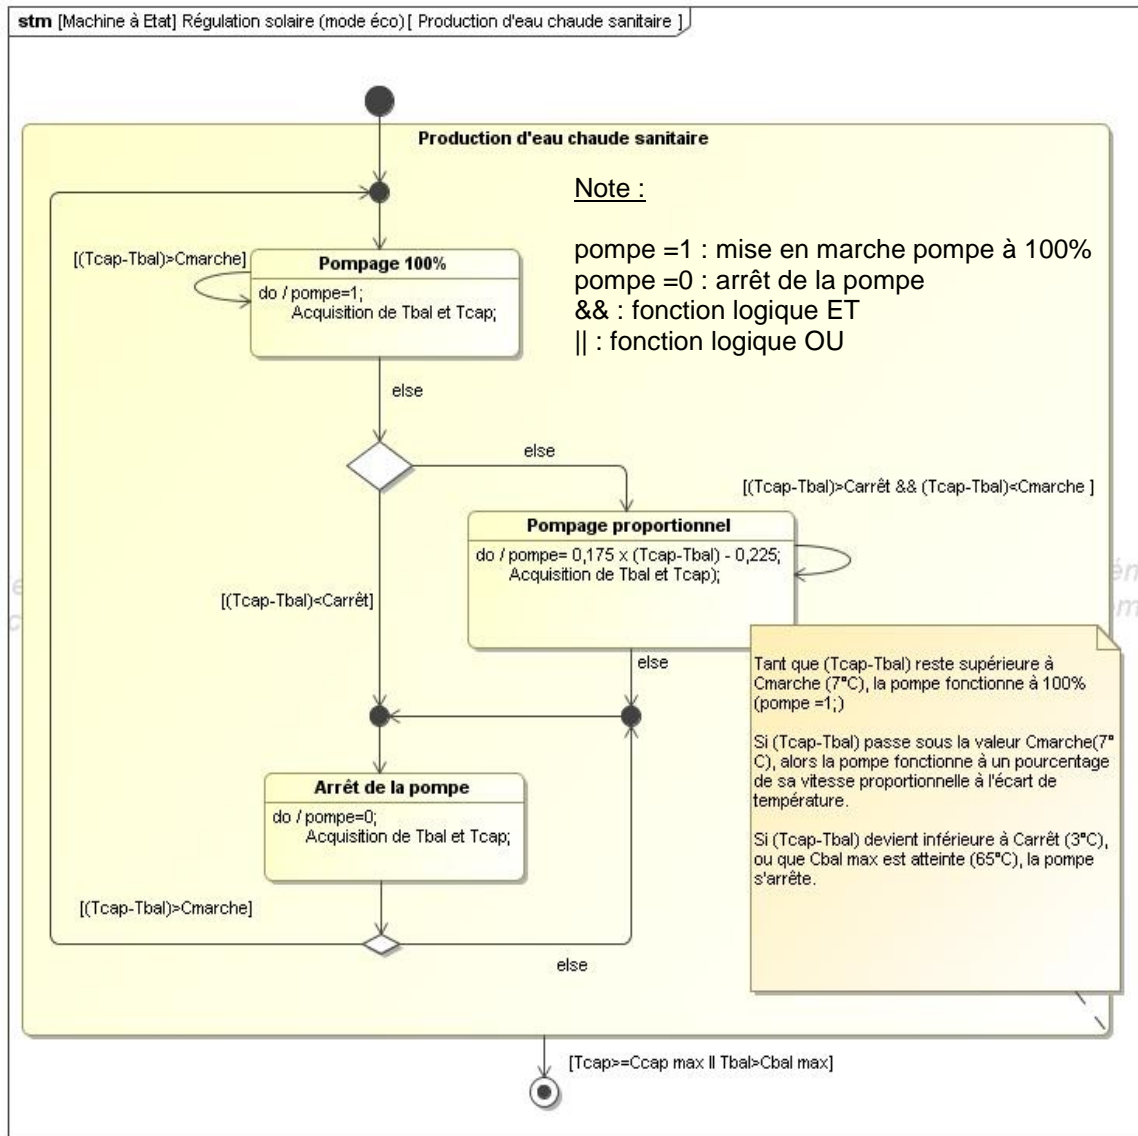 stm [Machine à Etat] Régulation solaire (mode éco)[ Production d'eau chaude sanitaire ]
Production d'eau chaude sanitaire
Note :
pompe =1 : mise en marche pompe à 100%
pompe =0 : arrêt de la pompe
&& : fonction logique ET
|| : fonction logique OU
[(Tcap-Tbal)>Cmarche]
Pompage 100%
do / pompe=1;
Acquisition de Tbal et Tcap;
else
else
[(Tcap-Tbal)>Carrêt && (Tcap-Tbal)<Cmarche ]
Pompage proportionnel
do / pompe= 0,175 x (Tcap-Tbal) - 0,225;
Acquisition de Tbal et Tcap);
[(Tcap-Tbal)<Carrêt]
else
Tant que (Tcap-Tbal) reste supérieure à
Cmarche (7°C), la pompe fonctionne à 100%
(pompe =1;)
Si (Tcap-Tbal) passe sous la valeur Cmarche(7°
C), alors la pompe fonctionne à un pourcentage
de sa vitesse proportionnelle à l'écart de
température.
Si (Tcap-Tbal) devient inférieure à Carrêt (3°C),
ou que Cbal max est atteinte (65°C), la pompe
s'arrête.
Arrêt de la pompe
do / pompe=0;
Acquisition de Tbal et Tcap;
[(Tcap-Tbal)>Cmarche]
else
[Tcap>=Ccap max || Tbal>Cbal max]